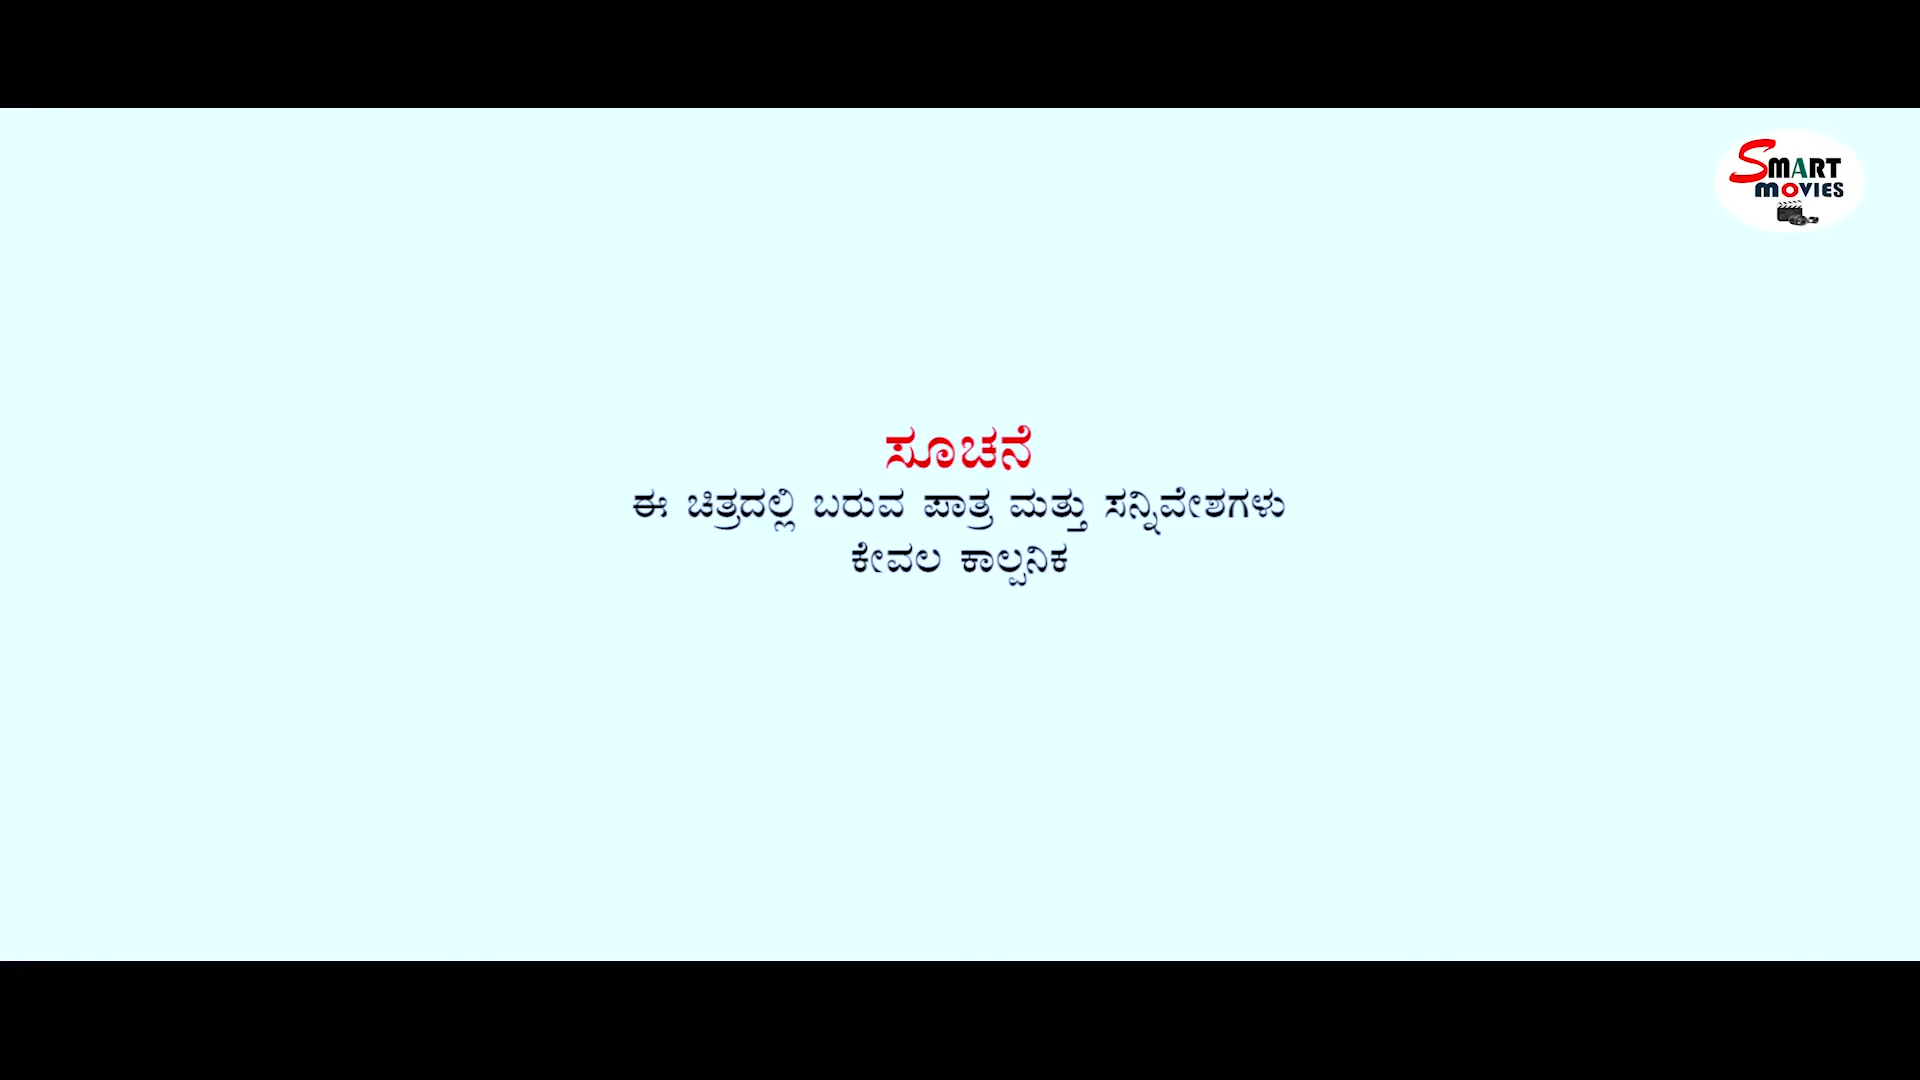 SMART
MOVIES
ಸೂಚನೆ
ಈ ಚಿತ್ರದಲ್ಲಿ ಬರುವ ಪಾತ್ರ ಮತ್ತು ಸನ್ನಿವೇಶಗಳು
ಕೇವಲ ಕಾಲ್ಪನಿಕ